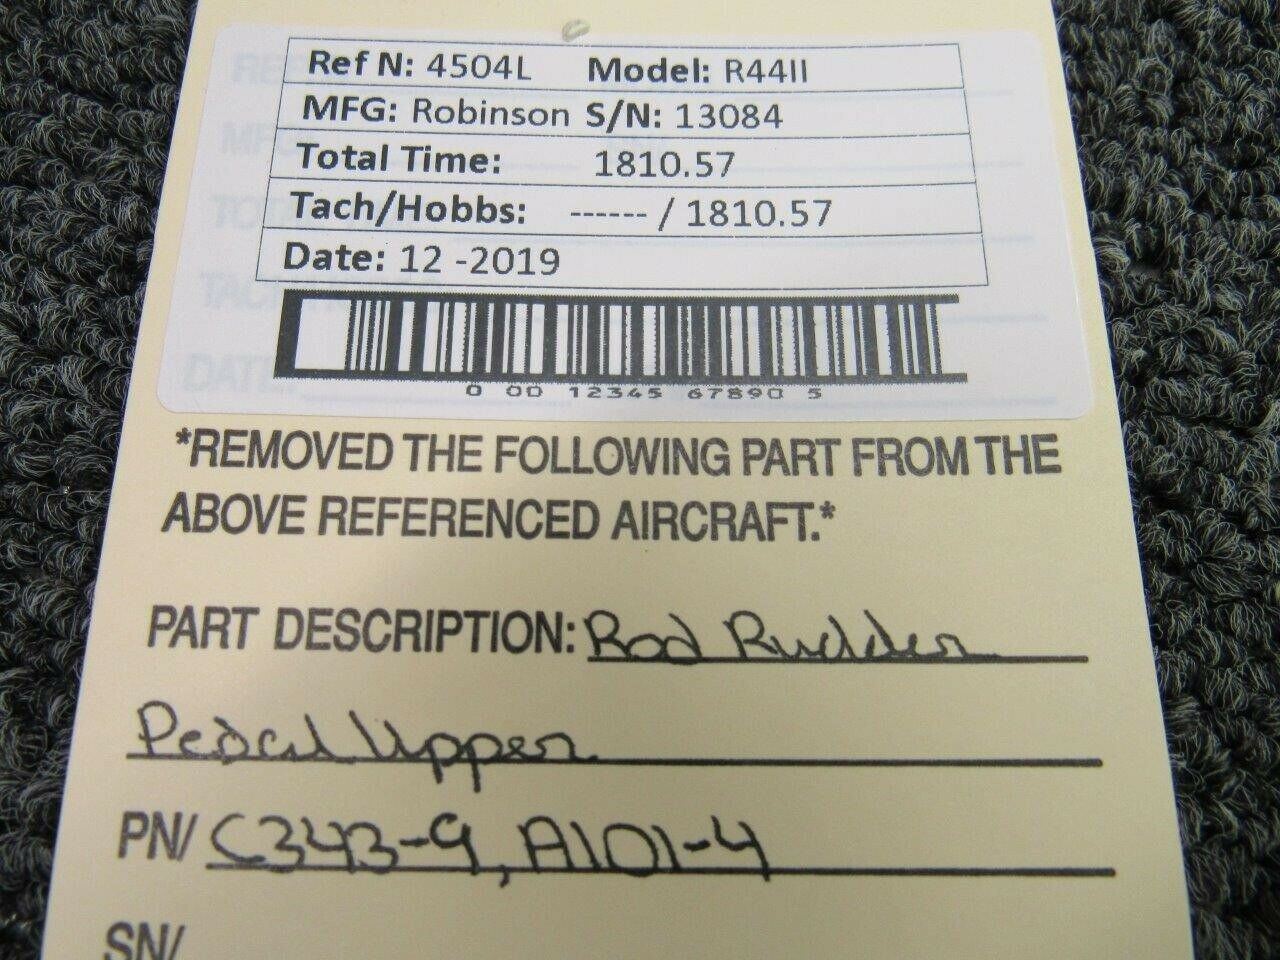 Ref N: 4504L Model: R44II
MFG: Robinson S/N: 13084
Total Time: 1810.57
Tach/Hobbs: ------ / 1810.57
Date: 12 -2019
0 00 12345 67890 5
*REMOVED THE FOLLOWING PART FROM THE
ABOVE REFERENCED AIRCRAFT.*
PART DESCRIPTION: Rod Rudder
Pedal Upper
PN/ C343-9, A101-4
SN/